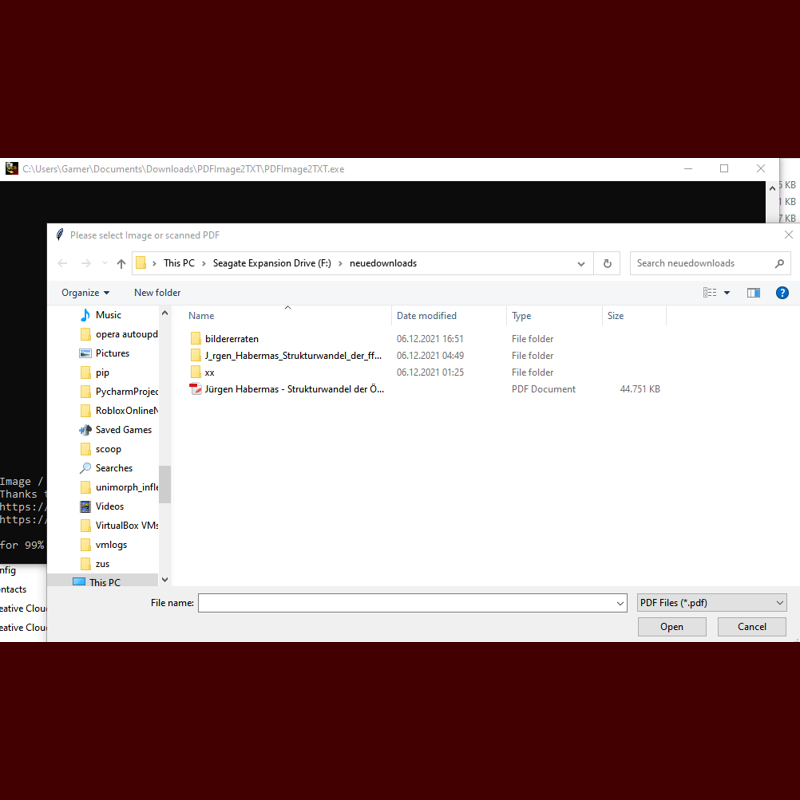 C:\Users\Gamer\Documents\Downloads\PDFImage2TXT\PDFImage2TXT.exe
KB
KB
KB
Please select Image or scanned PDF
This PC > Seagate Expansion Drive (F:) > neuedownloads
Search neuedownloads
Organize
New folder
Name
Date modified
Type
Size
Music
opera autoupd
Pictures
pip
PycharmProjec
RobloxOnlineN
Saved Games
scoop
Searches
unimorph_infle
Videos
VirtualBox VMs
vmlogs
zus
This PC
bildererraten 06.12.2021 16:51 File folder
J_rgen_Habermas_Strukturwandel_der_ff... 06.12.2021 04:49 File folder
xx 06.12.2021 01:25 File folder
Jürgen Habermas - Strukturwandel der Ö... PDF Document 44.751 KB
Image /
Thanks t
https://
https://
for 99%
nfig
ntacts
eative Clou
eative Clou
File name:
PDF Files (*.pdf)
Open
Cancel